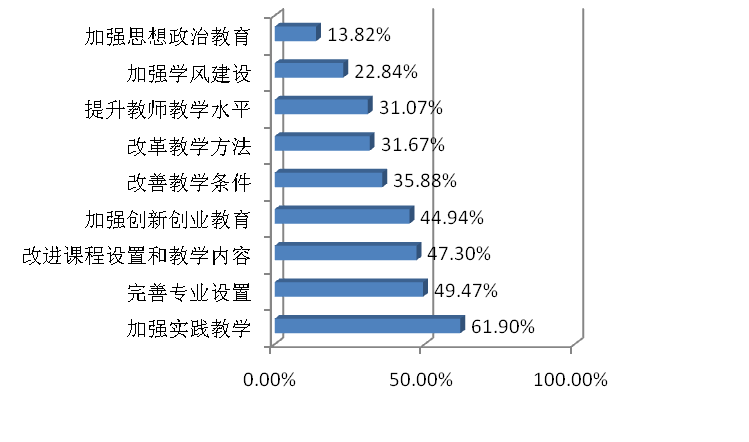 加强思想政治教育 13.82%
加强学风建设 22.84%
提升教师教学水平 31.07%
改革教学方法 31.67%
改善教学条件 35.88%
加强创新创业教育 44.94%
改进课程设置和教学内容 47.30%
完善专业设置 49.47%
加强实践教学 61.90%
0.00% 50.00% 100.00%